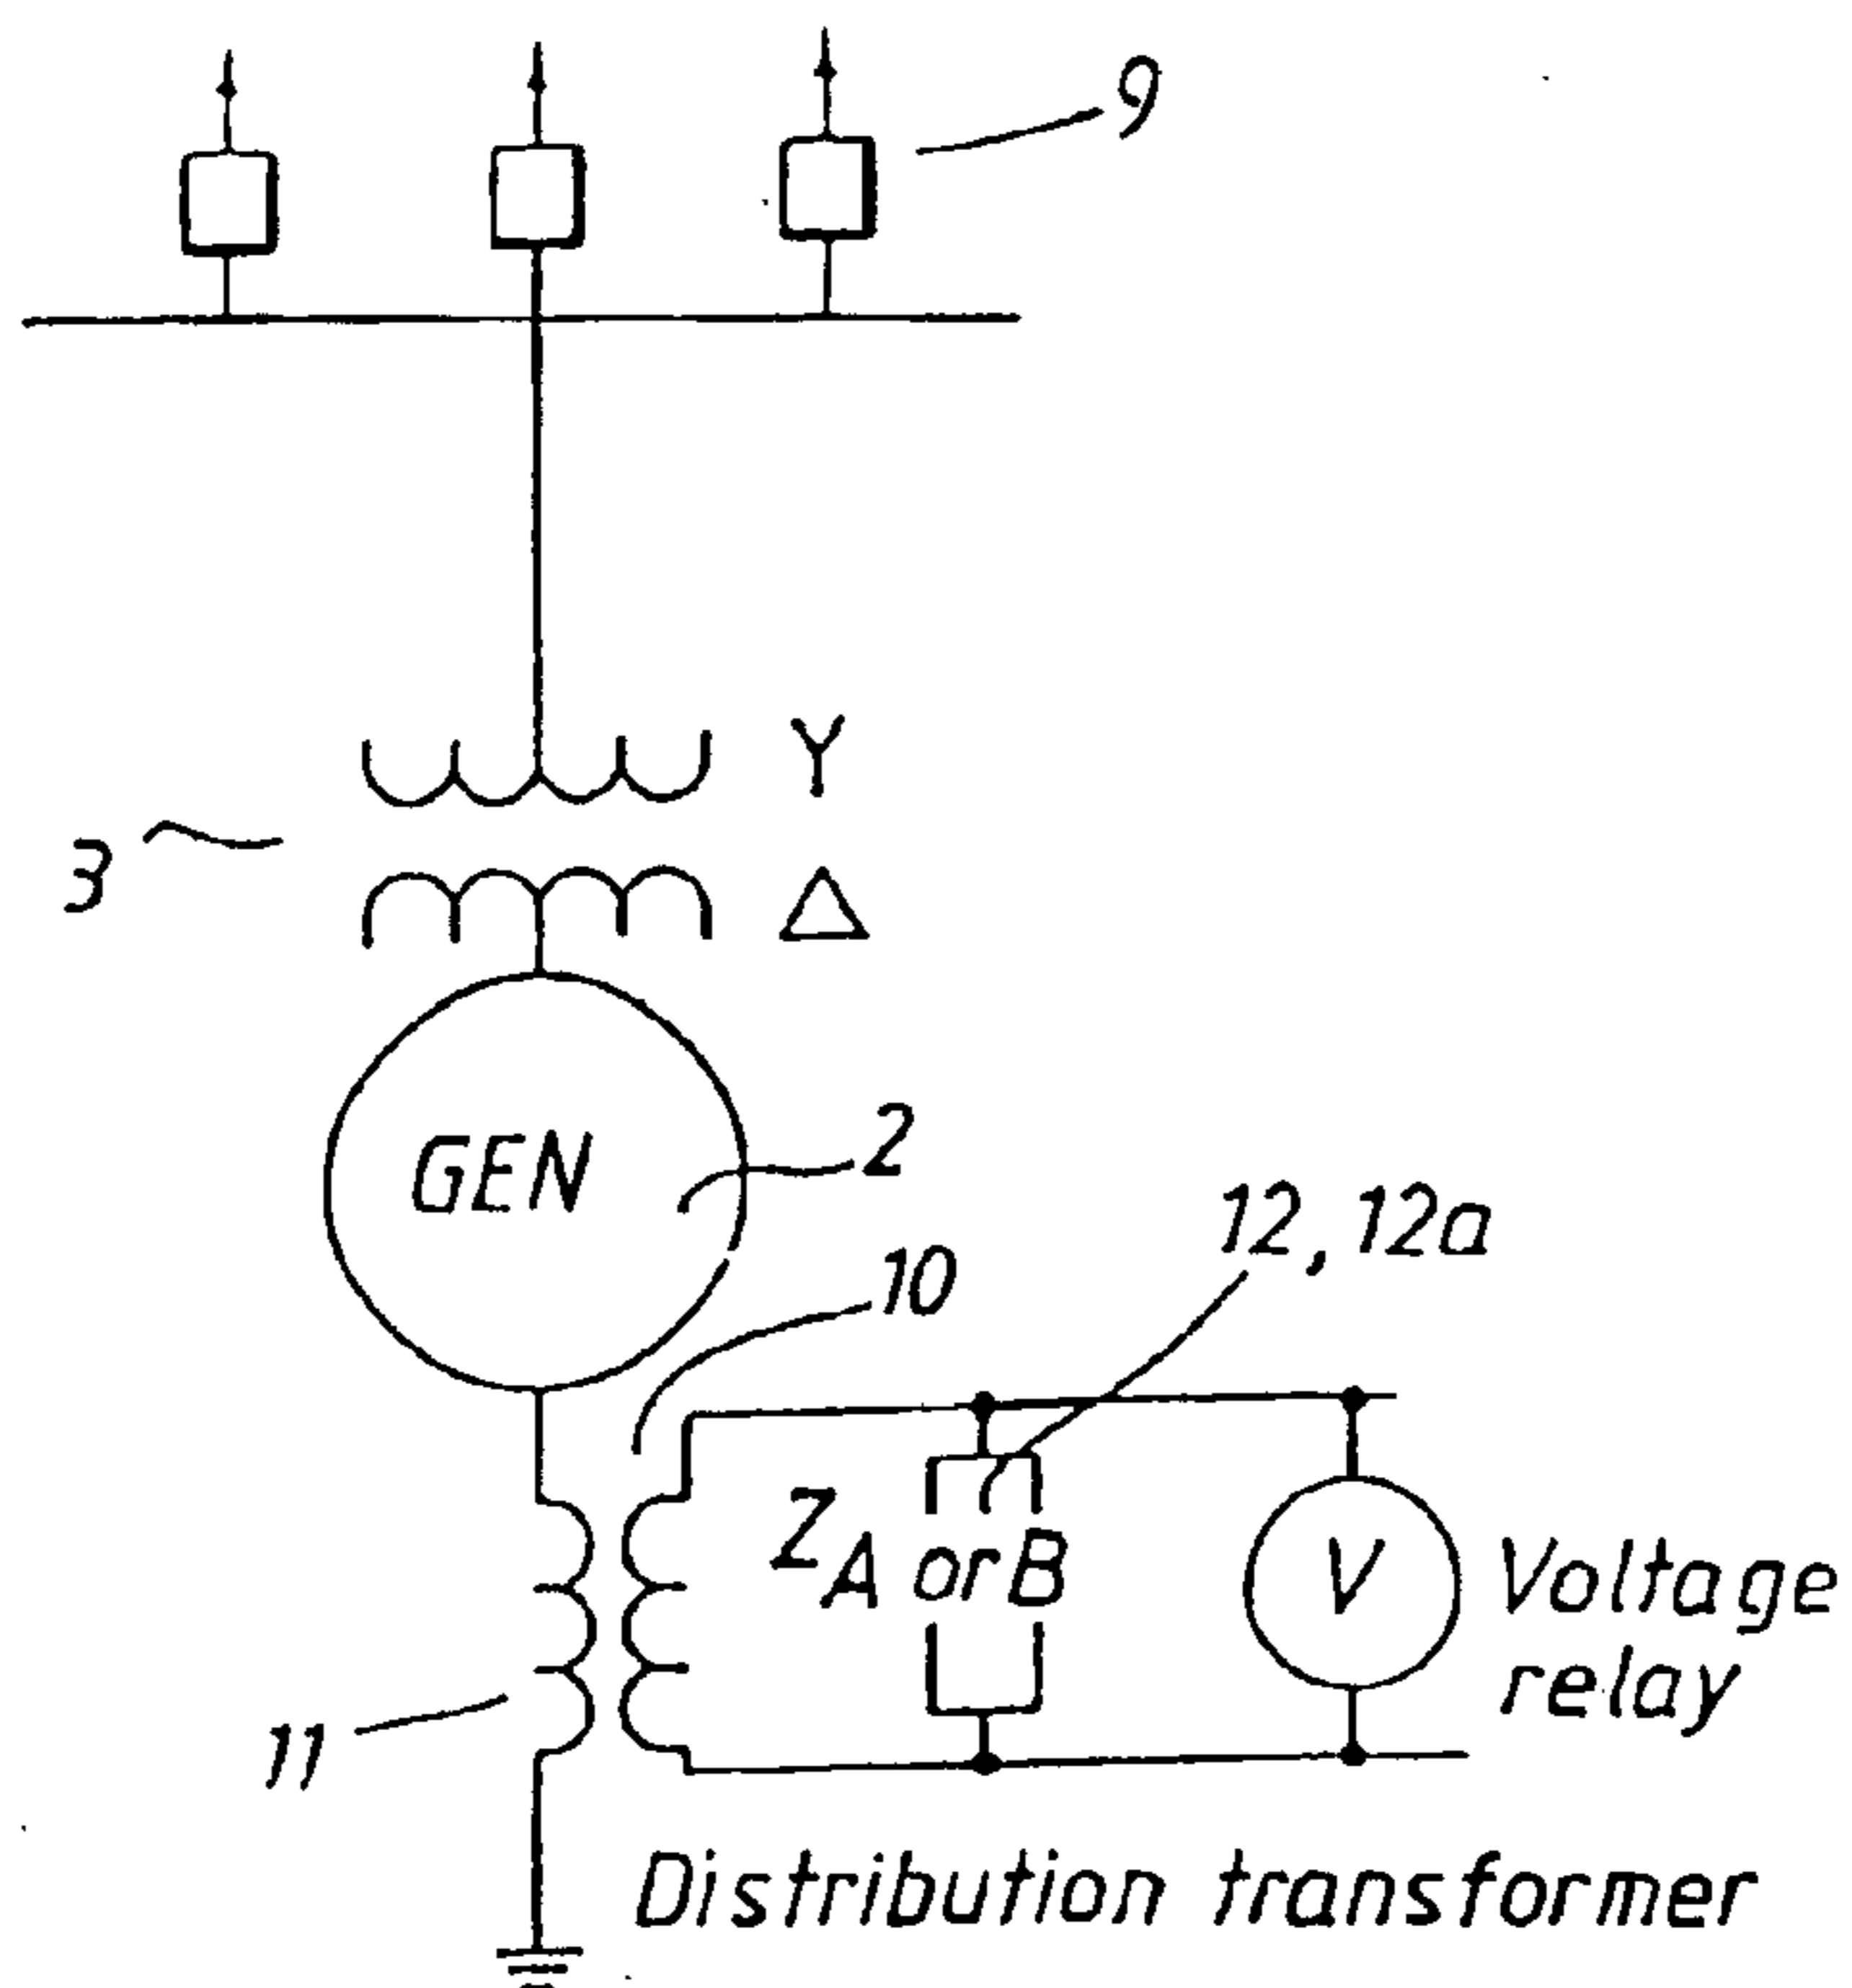 9
Y
3
Δ
GEN
2
12, 12a
10
Z A or B
V
Voltage
relay
11
Distribution transformer